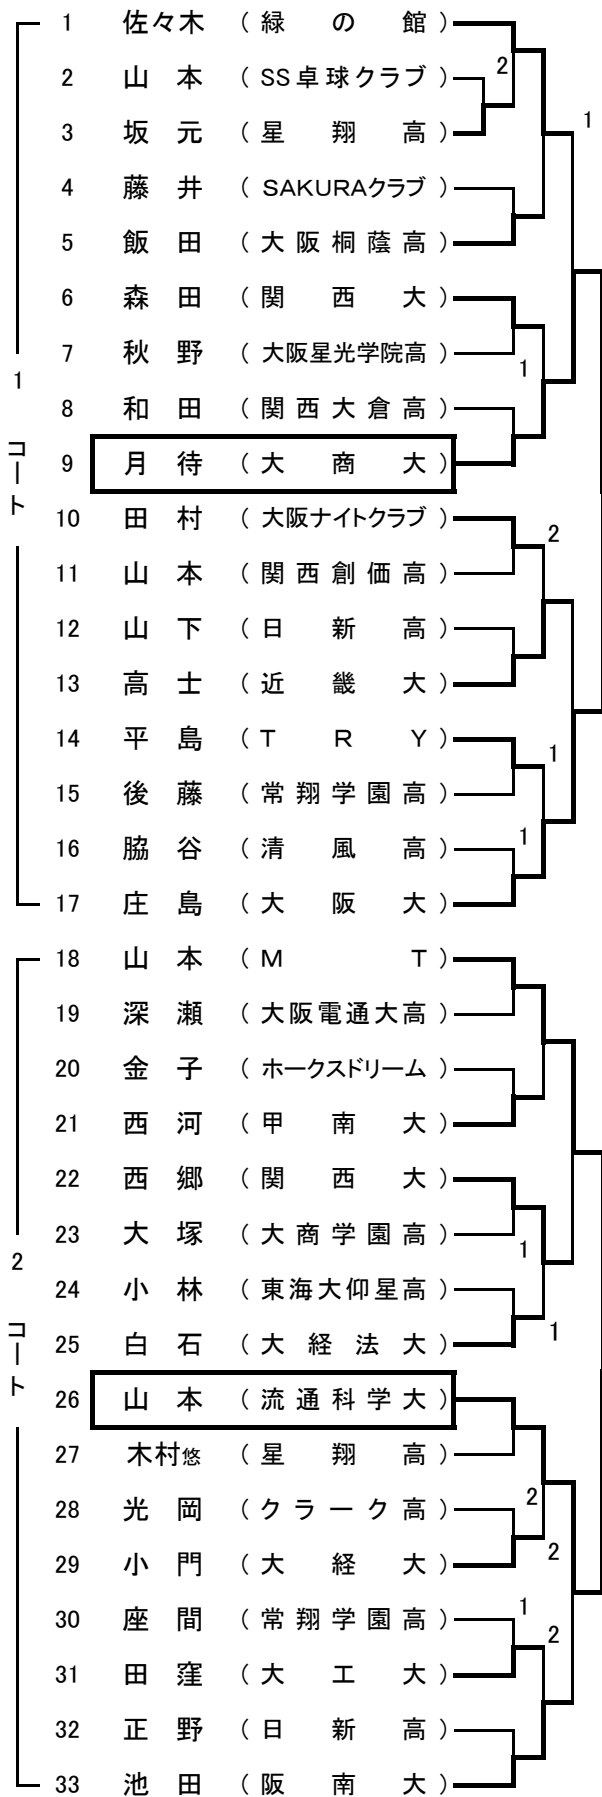 1 佐々木 (緑の館)
2 山本 (SS卓球クラブ)
2
3 坂元 (星翔高)
1
4 藤井 (SAKURAクラブ)
5 飯田 (大阪桐蔭高)
6 森田 (関西大)
7 秋野 (大阪星光学院高)
1
8 和田 (関西大倉高)
9 月待 (大商大)
10 田村 (大阪ナイトクラブ)
2
11 山本 (関西創価高)
12 山下 (日新高)
13 高士 (近畿大)
14 平島 (TRY)
1
15 後藤 (常翔学園高)
16 脇谷 (清風高)
1
17 庄島 (大阪大)
1コート
18 山本 (MT)
19 深瀬 (大阪電通大高)
20 金子 (ホークスドリーム)
21 西河 (甲南大)
22 西郷 (関西大)
23 大塚 (大商学園高)
1
24 小林 (東海大仰星高)
25 白石 (大経法大)
1
26 山本 (流通科学大)
27 木村悠 (星翔高)
28 光岡 (クラーク高)
2
29 小門 (大経大)
2
30 座間 (常翔学園高)
1
2
31 田窪 (大工大)
32 正野 (日新高)
33 池田 (阪南大)
2コート